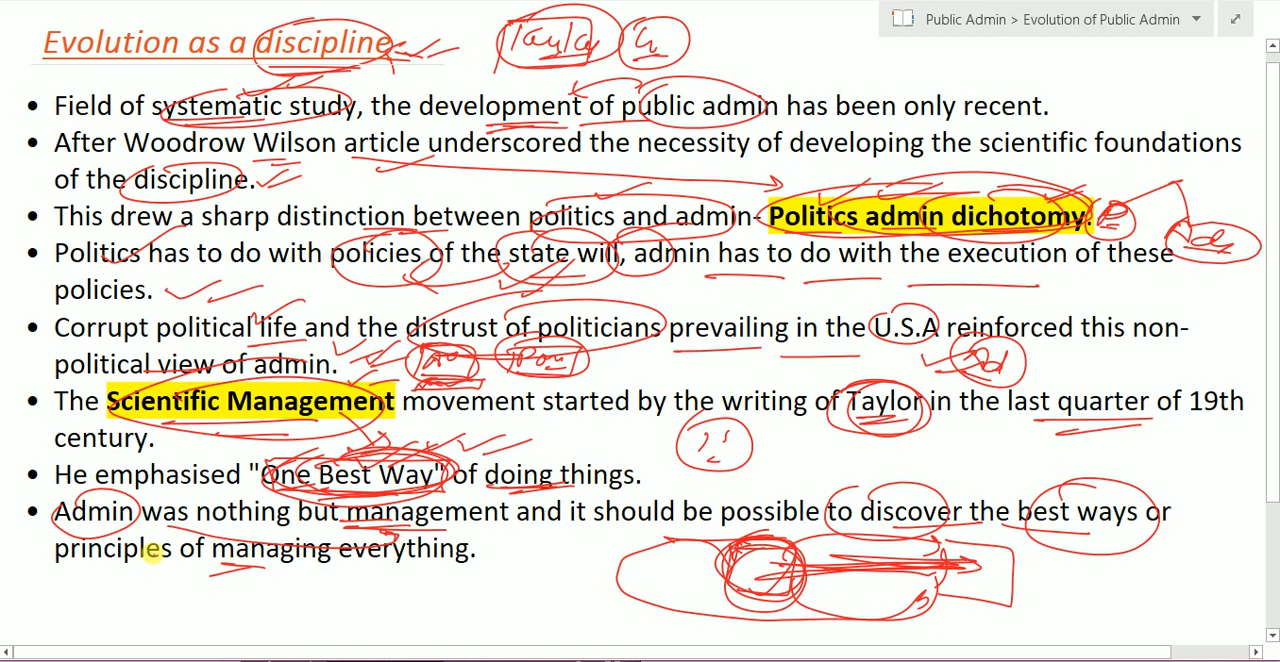 Public Admin > Evolution of Public Admin
Evolution as a discipline
Taylor
• Field of systematic study, the development of public admin has been only recent.
• After Woodrow Wilson article underscored the necessity of developing the scientific foundations
of the discipline.
• This drew a sharp distinction between politics and admin- Politics admin dichotomy.
P
• Politics has to do with policies of the state will, admin has to do with the execution of these
policies.
• Corrupt political life and the distrust of politicians prevailing in the U.S.A reinforced this non-
political view of admin.
• The Scientific Management movement started by the writing of Taylor in the last quarter of 19th
century.
• He emphasised "One Best Way" of doing things.
• Admin was nothing but management and it should be possible to discover the best ways or
principles of managing everything.